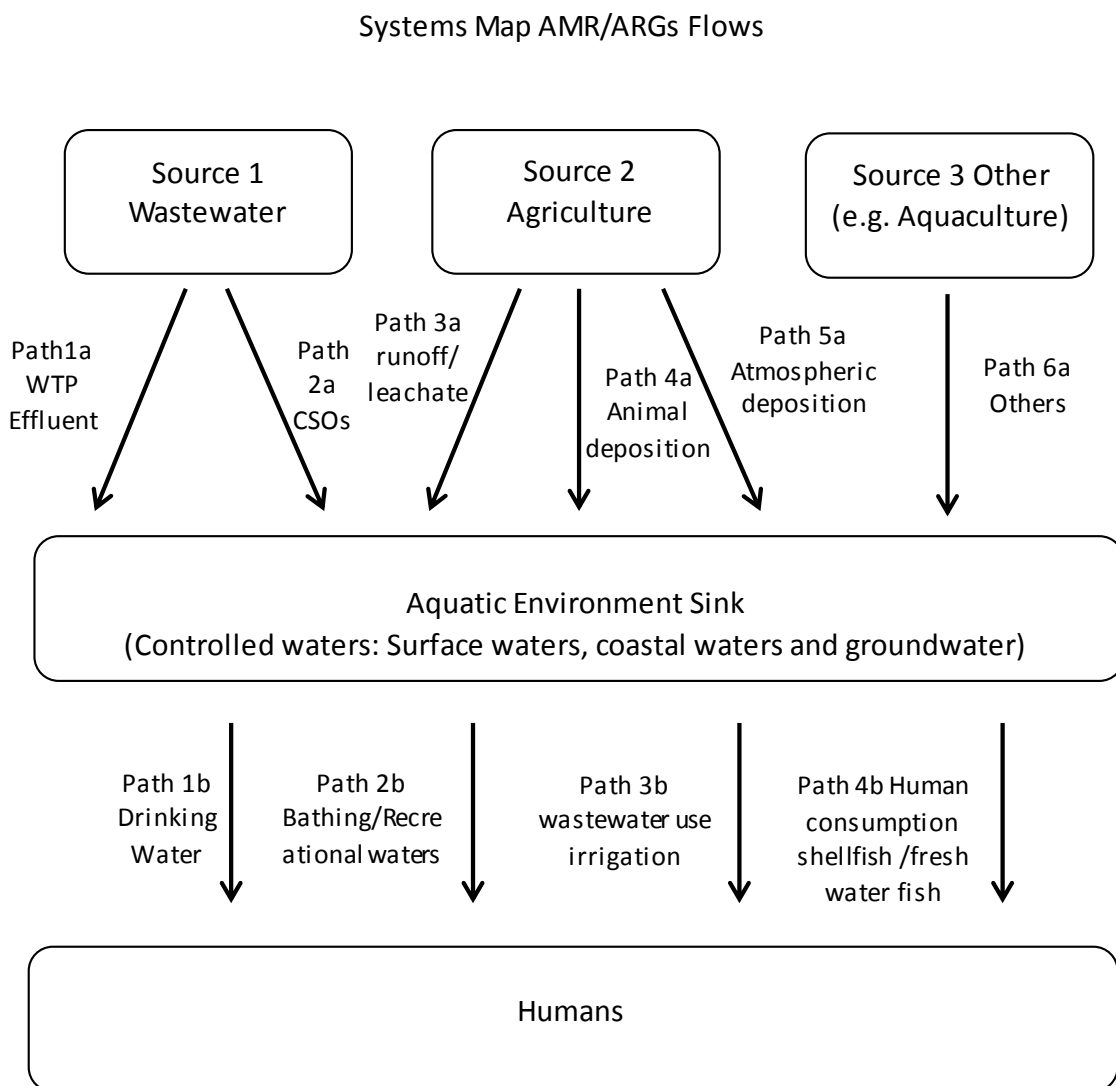 Systems Map AMR/ARGs Flows
Source 1
Wastewater
Source 2
Agriculture
Source 3 Other
(e.g. Aquaculture)
Path1a
WTP
Effluent
Path
2a
CSOs
Path 3a
runoff/
leachate
Path 4a
Animal
deposition
Path 5a
Atmospheric
deposition
Path 6a
Others
Aquatic Environment Sink
(Controlled waters: Surface waters, coastal waters and groundwater)
Path 1b
Drinking
Water
Path 2b
Bathing/Recre
ational waters
Path 3b
wastewater use
irrigation
Path 4b Human
consumption
shellfish /fresh
water fish
Humans